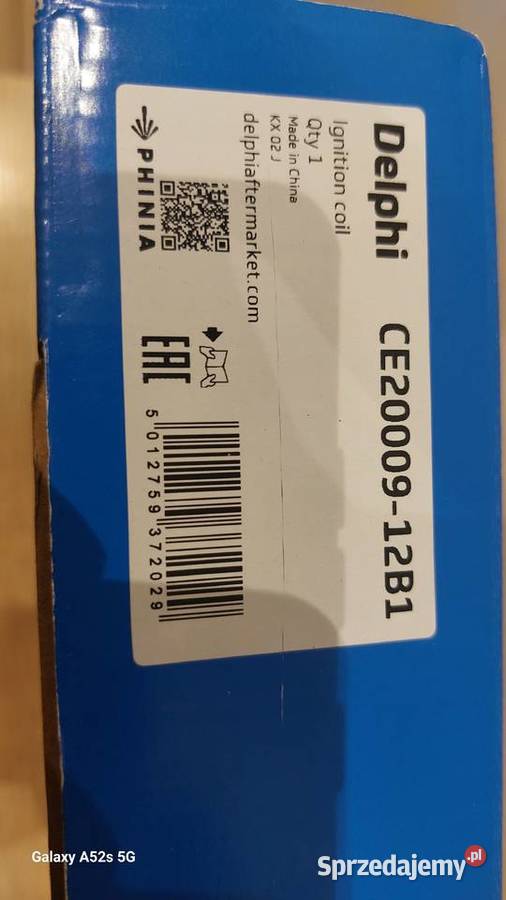 Delphi CE20009-12B1
Ignition coil
Qty 1
Made in China
KX 02 J
delphiaftermarket.com
PHINIA
EAC
5 012759 372029
Galaxy A52s 5G
Sprzedajemy.pl